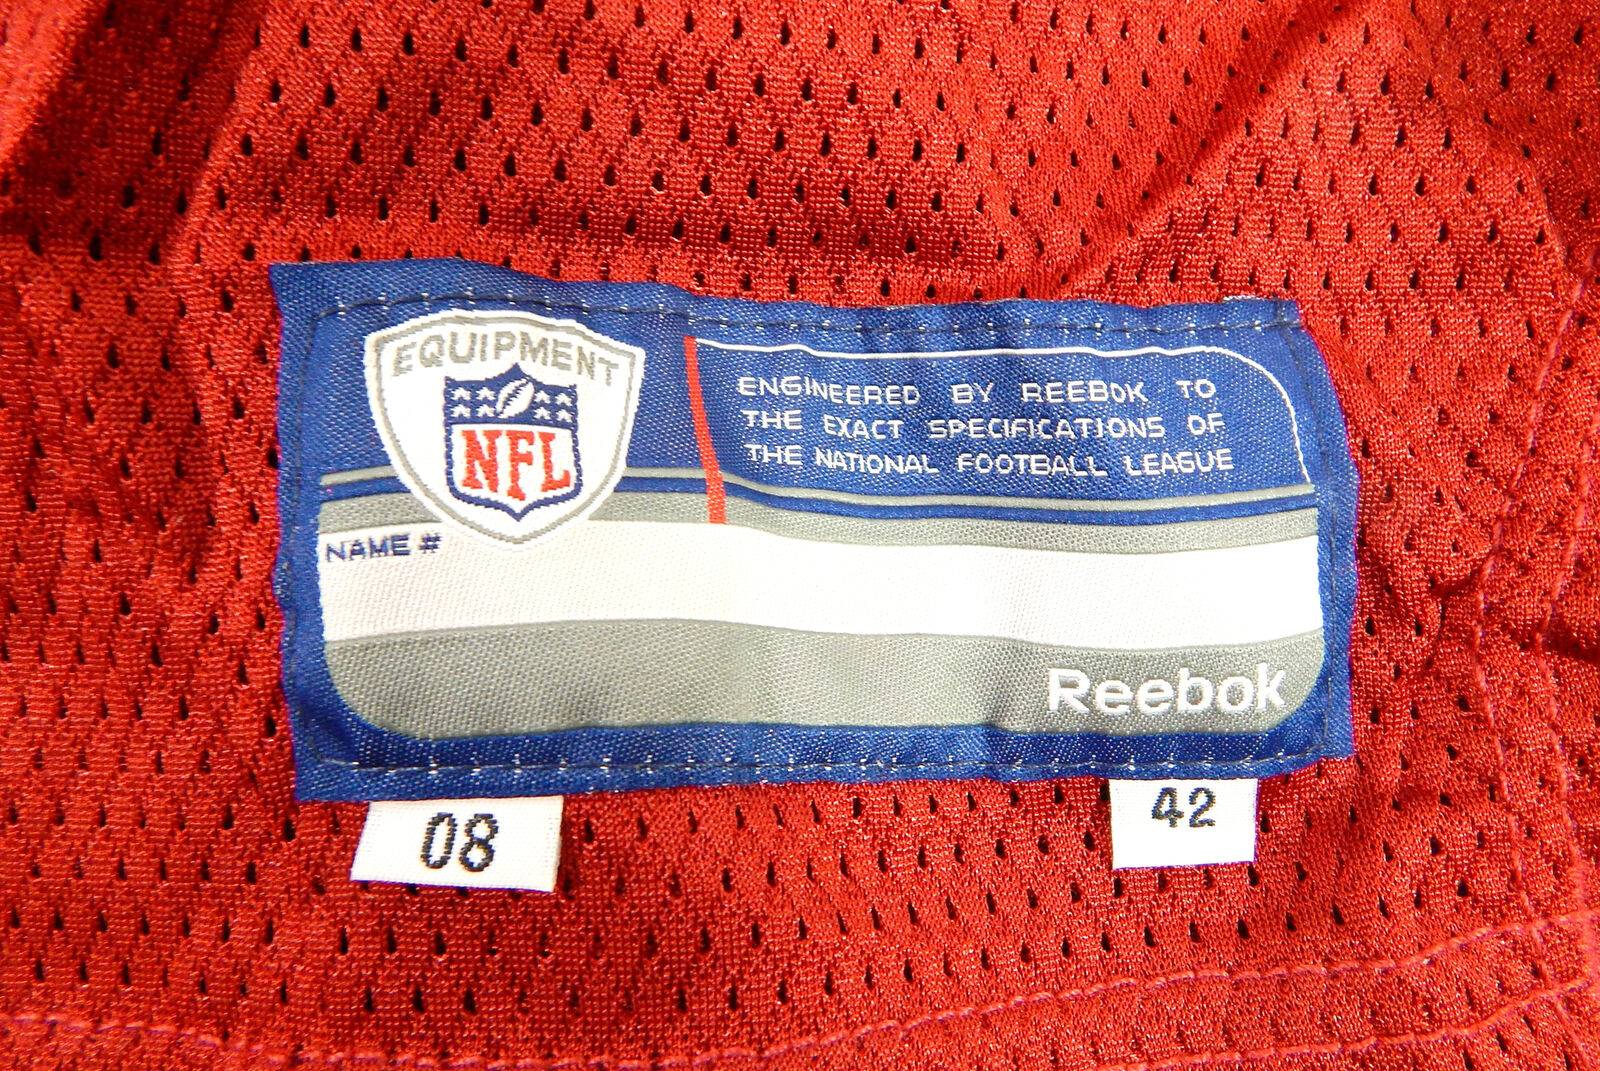 EQUIPMENT
NFL
ENGINEERED BY REEBOK TO
THE EXACT SPECIFICATIONS OF
THE NATIONAL FOOTBALL LEAGUE
NAME #
Reebok
08
42